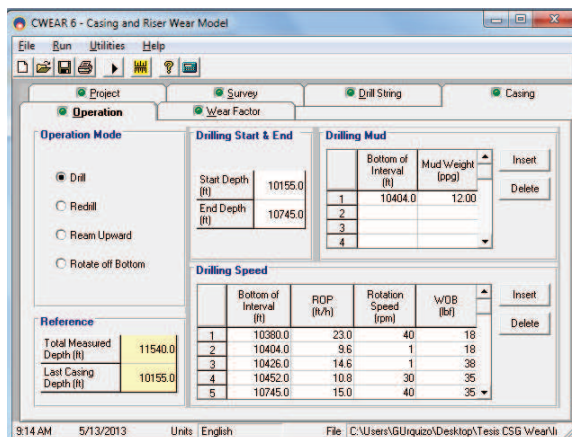 CWEAR 6 - Casing and Riser Wear Model
File Run Utilities Help
Project Survey Drill String Casing
Operation Wear Factor
Operation Mode
Drill
Redrill
Ream Upward
Rotate off Bottom
Reference
Total Measured Depth (ft) 11540.0
Last Casing Depth (ft) 10155.0
Drilling Start & End
Start Depth (ft) 10155.0
End Depth (ft) 10745.0
Drilling Mud
Bottom of Interval (ft) Mud Weight (ppg)
1 10404.0 12.00
2
3
4
Insert
Delete
Drilling Speed
Bottom of Interval (ft) ROP (ft/h) Rotation Speed (rpm) WOB (lbf)
1 10380.0 23.0 40 18
2 10404.0 9.6 1 18
3 10426.0 14.6 1 38
4 10452.0 10.8 30 35
5 10745.0 15.0 40 35
Insert
Delete
9:14 AM 5/13/2013 Units English File C:\Users\GUrquizo\Desktop\Tesis CSG Wear\